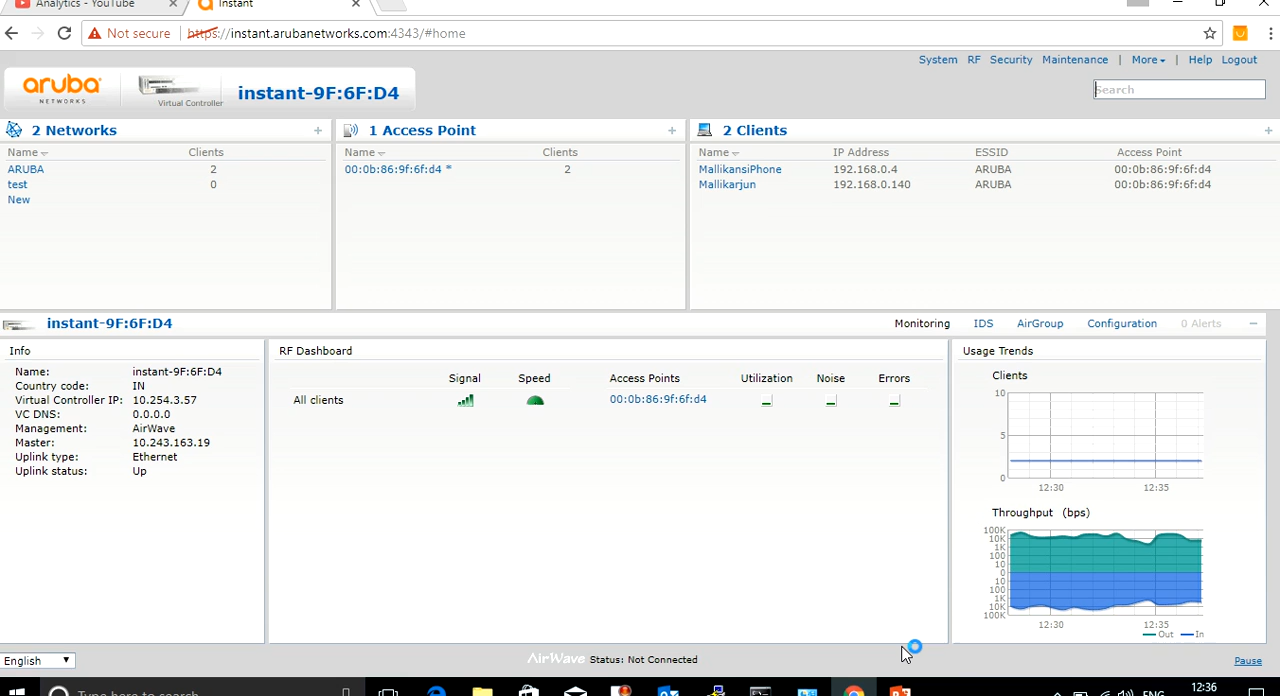 Analytics - YouTube
Instant
Not secure https://instant.arubanetworks.com:4343/#home
System RF Security Maintenance | More | Help Logout
aruba
NETWORKS
Virtual Controller
instant-9F:6F:D4
Search
2 Networks +
Name Clients
ARUBA 2
test 0
New
1 Access Point +
Name Clients
00:0b:86:9f:6f:d4 * 2
2 Clients +
Name IP Address ESSID Access Point
MallikansiPhone 192.168.0.4 ARUBA 00:0b:86:9f:6f:d4
Mallikarjun 192.168.0.140 ARUBA 00:0b:86:9f:6f:d4
instant-9F:6F:D4
Monitoring IDS AirGroup Configuration 0 Alerts
Info
Name: instant-9F:6F:D4
Country code: IN
Virtual Controller IP: 10.254.3.57
VC DNS: 0.0.0.0
Management: AirWave
Master: 10.243.163.19
Uplink type: Ethernet
Uplink status: Up
RF Dashboard
Signal Speed Access Points Utilization Noise Errors
All clients 00:0b:86:9f:6f:d4
Usage Trends
Clients
10
5
0
12:30 12:35
Throughput (bps)
100K
10K
1K
100
10
0
10
100
1K
10K
100K
12:30 12:35
Out In
English
AirWave Status: Not Connected
Pause
Type here to search
ENG
12:36